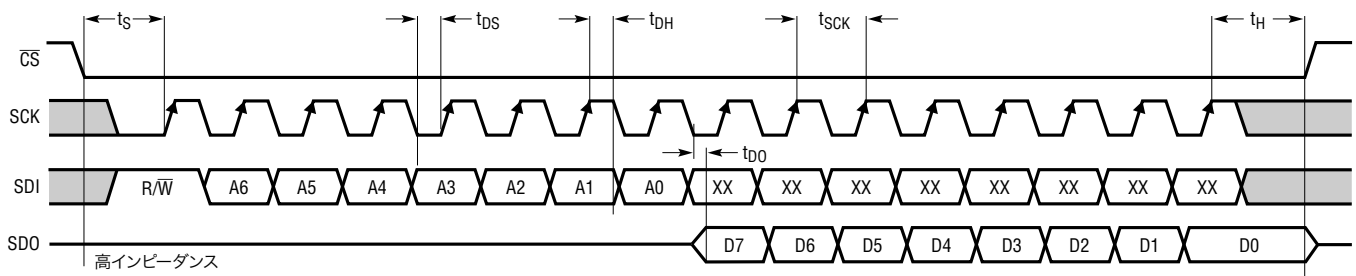 tS tDS tDH tSCK tH
CS
SCK
tDO
SDI R/W A6 A5 A4 A3 A2 A1 A0 XX XX XX XX XX XX XX XX
SDO D7 D6 D5 D4 D3 D2 D1 D0
高インピーダンス